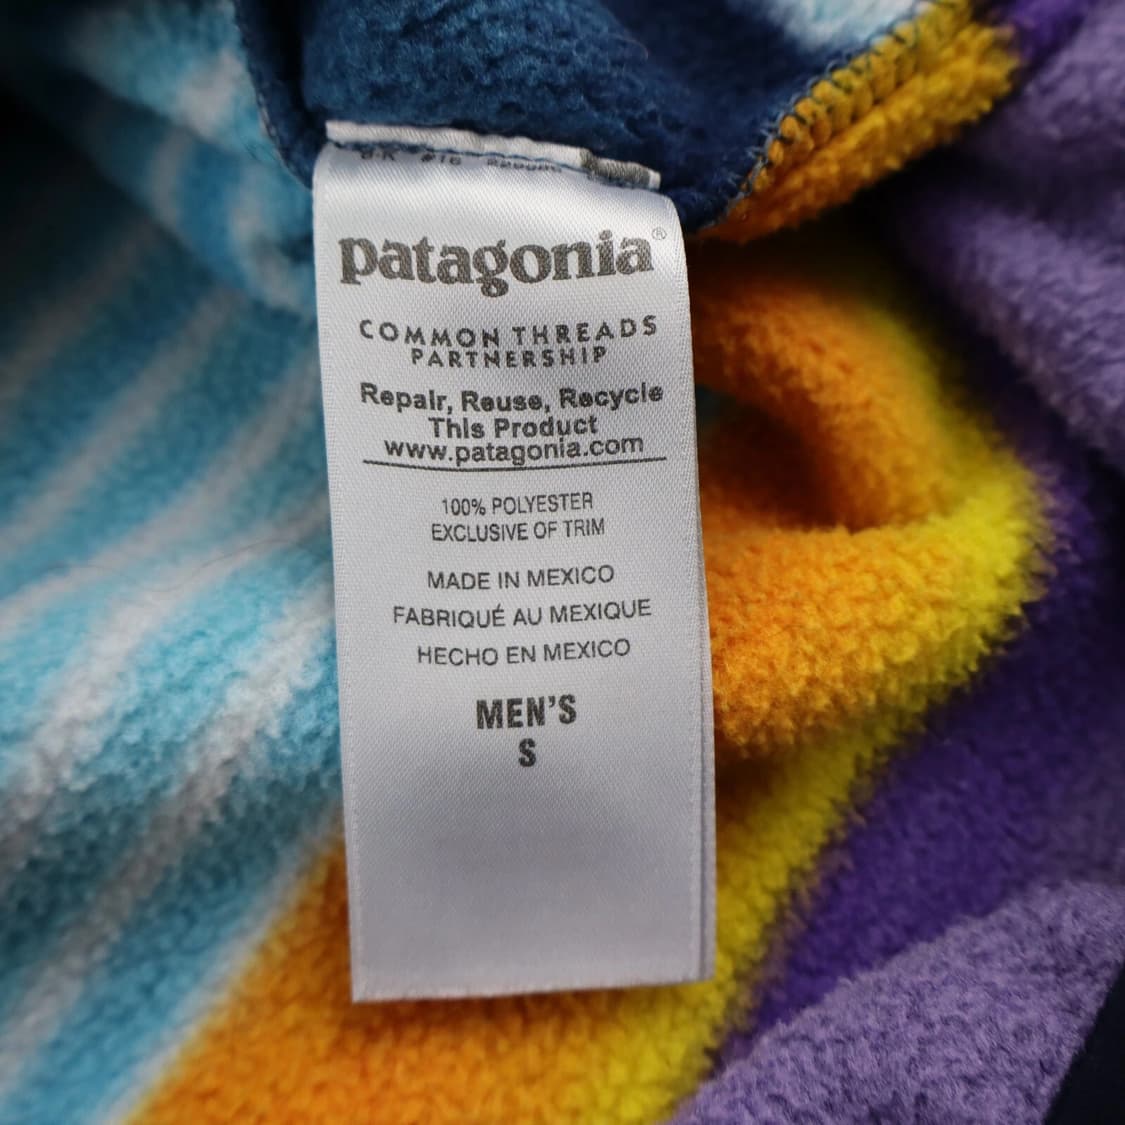 patagonia®
COMMON THREADS
PARTNERSHIP
Repair, Reuse, Recycle
This Product
www.patagonia.com
100% POLYESTER
EXCLUSIVE OF TRIM
MADE IN MEXICO
FABRIQUÉ AU MEXIQUE
HECHO EN MEXICO
MEN'S
S